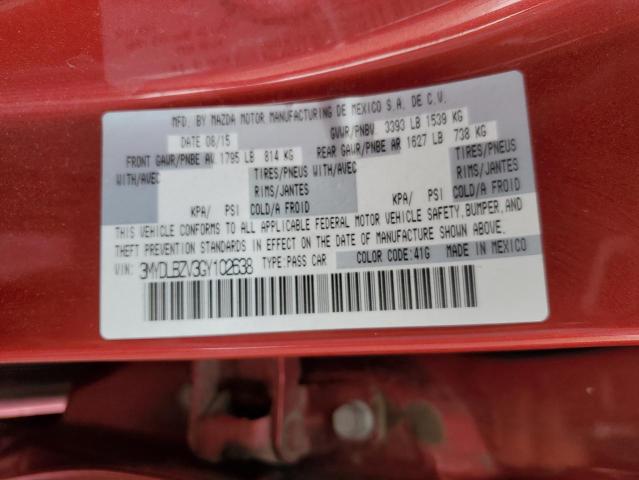 MFD. BY MAZDA MOTOR MANUFACTURING DE MEXICO S.A. DE C.V.
DATE 06/15 GVWR/PNBV 3393 LB 1539 KG
FRONT GAWR/PNBE AV 1795 LB 814 KG REAR GAWR/PNBE AR 1627 LB 738 KG
WITH/AVEC TIRES/PNEUS WITH/AVEC TIRES/PNEUS
RIMS/JANTES RIMS/JANTES
KPA/ PSI COLD/A FROID KPA/ PSI COLD/A FROID
THIS VEHICLE CONFORMS TO ALL APPLICABLE FEDERAL MOTOR VEHICLE SAFETY, BUMPER, AND
THEFT PREVENTION STANDARDS IN EFFECT ON THE DATE OF MANUFACTURE SHOWN ABOVE.
VIN: 3MYDLBZV3GY102638 TYPE:PASS CAR COLOR CODE:41G MADE IN MEXICO